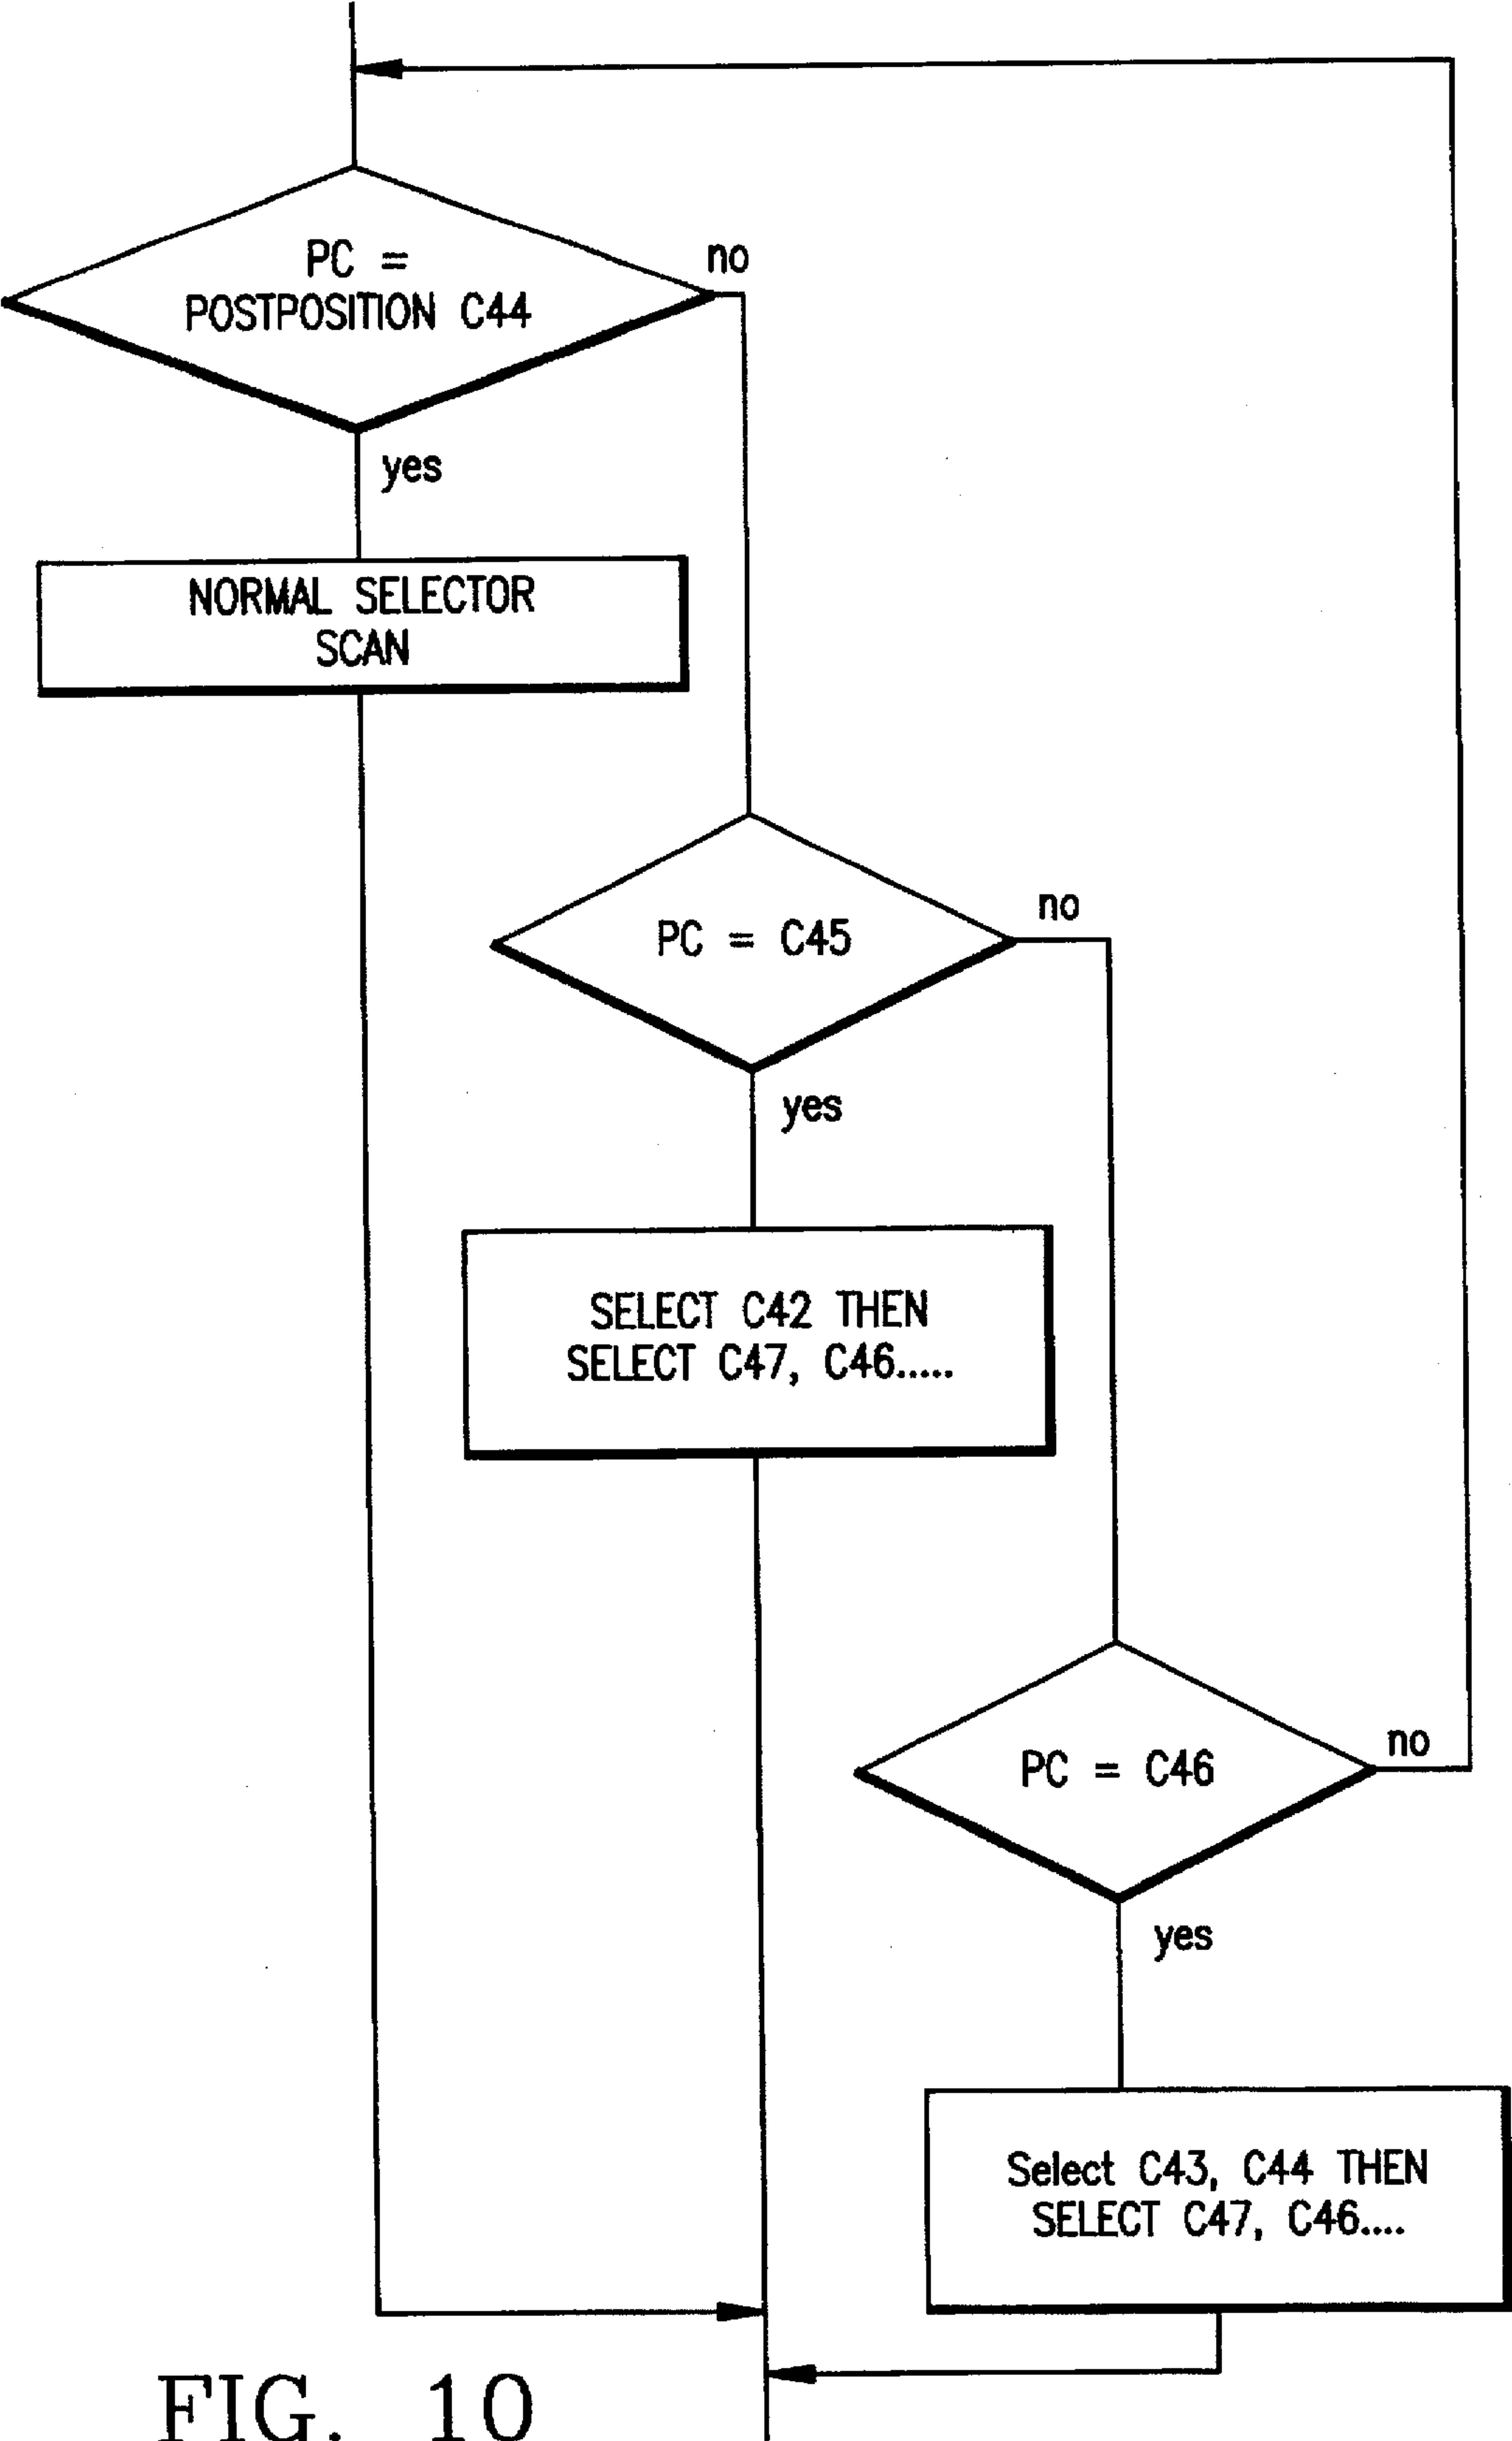 PC =
POSTPOSITION C44
no
yes
NORMAL SELECTOR
SCAN
PC = C45
no
yes
SELECT C42 THEN
SELECT C47, C46.....
PC = C46
no
yes
Select C43, C44 THEN
SELECT C47, C46....
FIG. 10